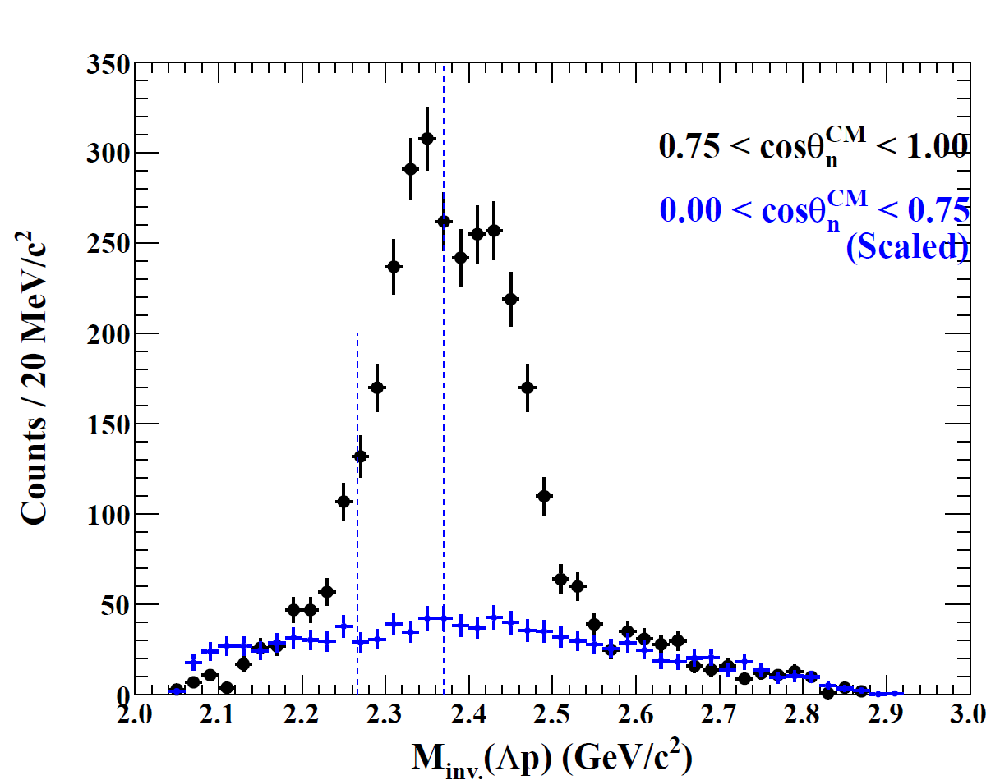 350
300
250
200
150
100
50
0
Counts / 20 MeV/c²
0.75 < cosθₙᶜᴹ < 1.00
0.00 < cosθₙᶜᴹ < 0.75
(Scaled)
2.0 2.1 2.2 2.3 2.4 2.5 2.6 2.7 2.8 2.9 3.0
M_inv.(Λp) (GeV/c²)